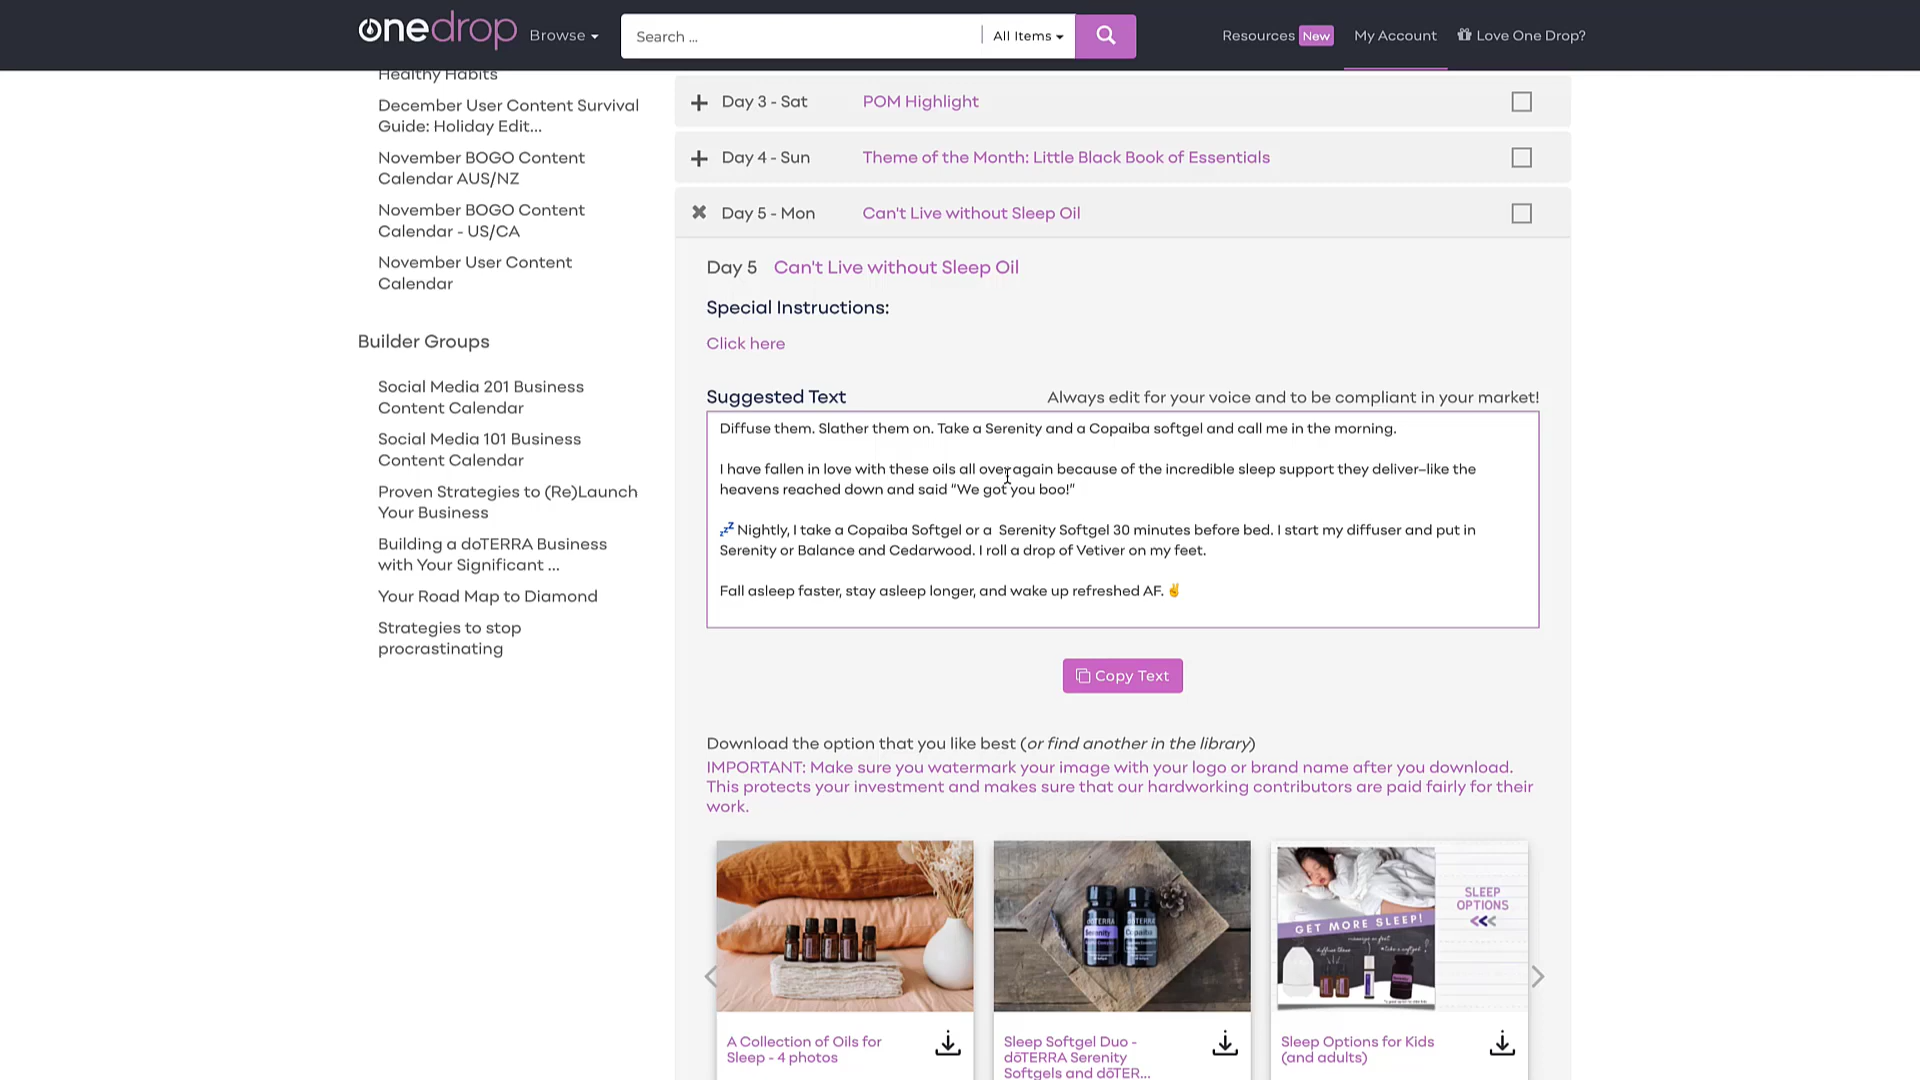 onedrop
Browse
Search ...
All Items
Resources New
My Account
Love One Drop?
Healthy Habits
December User Content Survival
Guide: Holiday Edit...
November BOGO Content
Calendar AUS/NZ
November BOGO Content
Calendar - US/CA
November User Content
Calendar
Builder Groups
Social Media 201 Business
Content Calendar
Social Media 101 Business
Content Calendar
Proven Strategies to (Re)Launch
Your Business
Building a doTERRA Business
with Your Significant ...
Your Road Map to Diamond
Strategies to stop
procrastinating
Day 3 - Sat POM Highlight
Day 4 - Sun Theme of the Month: Little Black Book of Essentials
Day 5 - Mon Can't Live without Sleep Oil
Day 5 Can't Live without Sleep Oil
Special Instructions:
Click here
Suggested Text Always edit for your voice and to be compliant in your market!
Diffuse them. Slather them on. Take a Serenity and a Copaiba softgel and call me in the morning.
I have fallen in love with these oils all over again because of the incredible sleep support they deliver–like the
heavens reached down and said "We got you boo!"
💤 Nightly, I take a Copaiba Softgel or a  Serenity Softgel 30 minutes before bed. I start my diffuser and put in
Serenity or Balance and Cedarwood. I roll a drop of Vetiver on my feet.
Fall asleep faster, stay asleep longer, and wake up refreshed AF. ✌️
Copy Text
Download the option that you like best (or find another in the library)
IMPORTANT: Make sure you watermark your image with your logo or brand name after you download.
This protects your investment and makes sure that our hardworking contributors are paid fairly for their
work.
dōTERRA
Serenity
dōTERRA
Copaiba
GET MORE SLEEP!
SLEEP
OPTIONS
A Collection of Oils for
Sleep - 4 photos
Sleep Softgel Duo -
dōTERRA Serenity
Softgels and dōTER...
Sleep Options for Kids
(and adults)